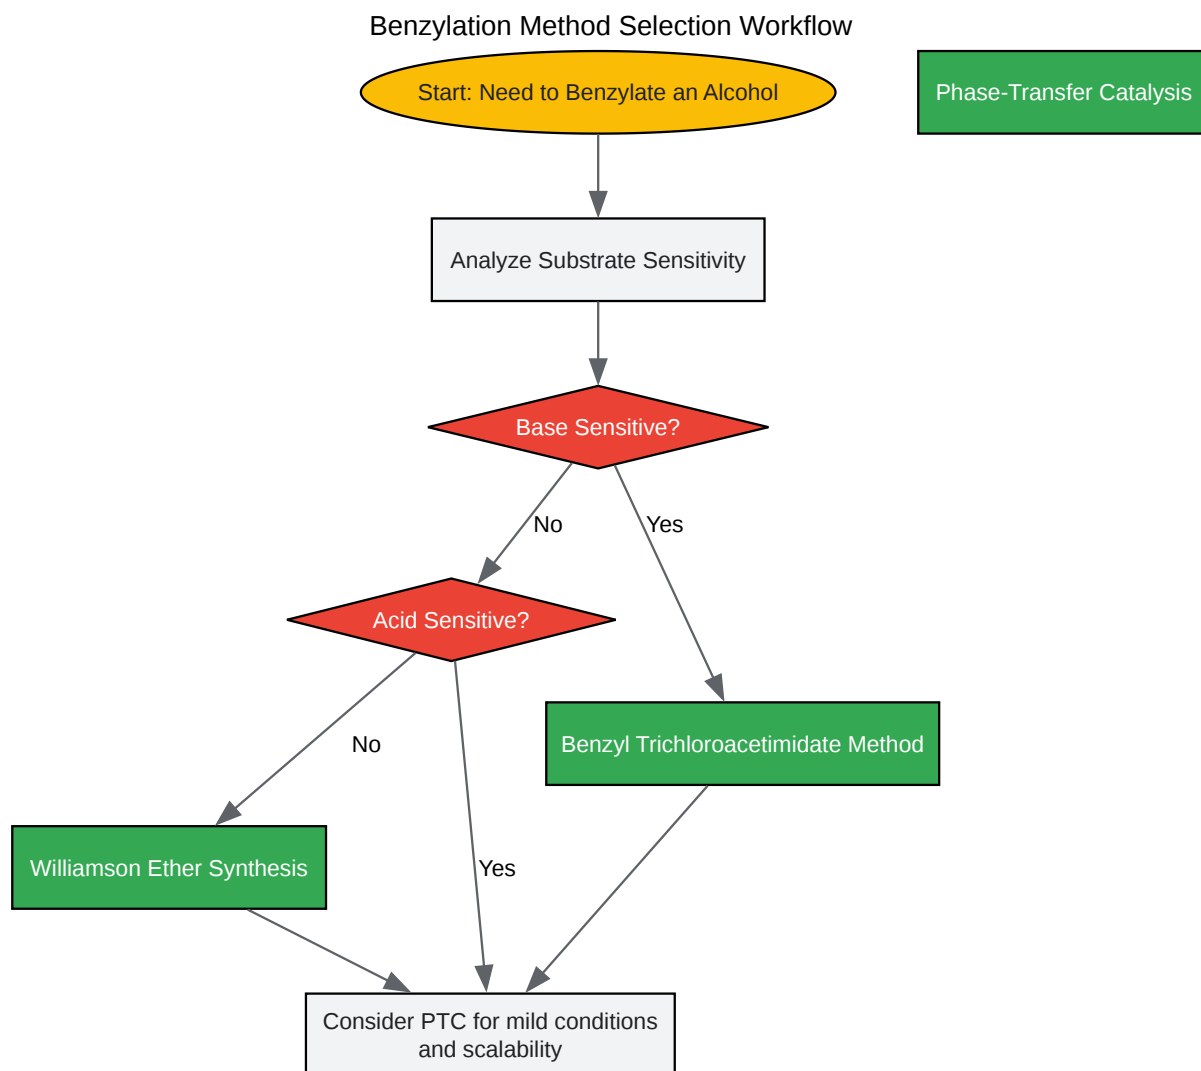 Benzylation Method Selection Workflow
Start: Need to Benzylate an Alcohol
Phase-Transfer Catalysis
Analyze Substrate Sensitivity
Base Sensitive?
No
Yes
Acid Sensitive?
No
Benzyl Trichloroacetimidate Method
Williamson Ether Synthesis
Yes
Consider PTC for mild conditions
and scalability